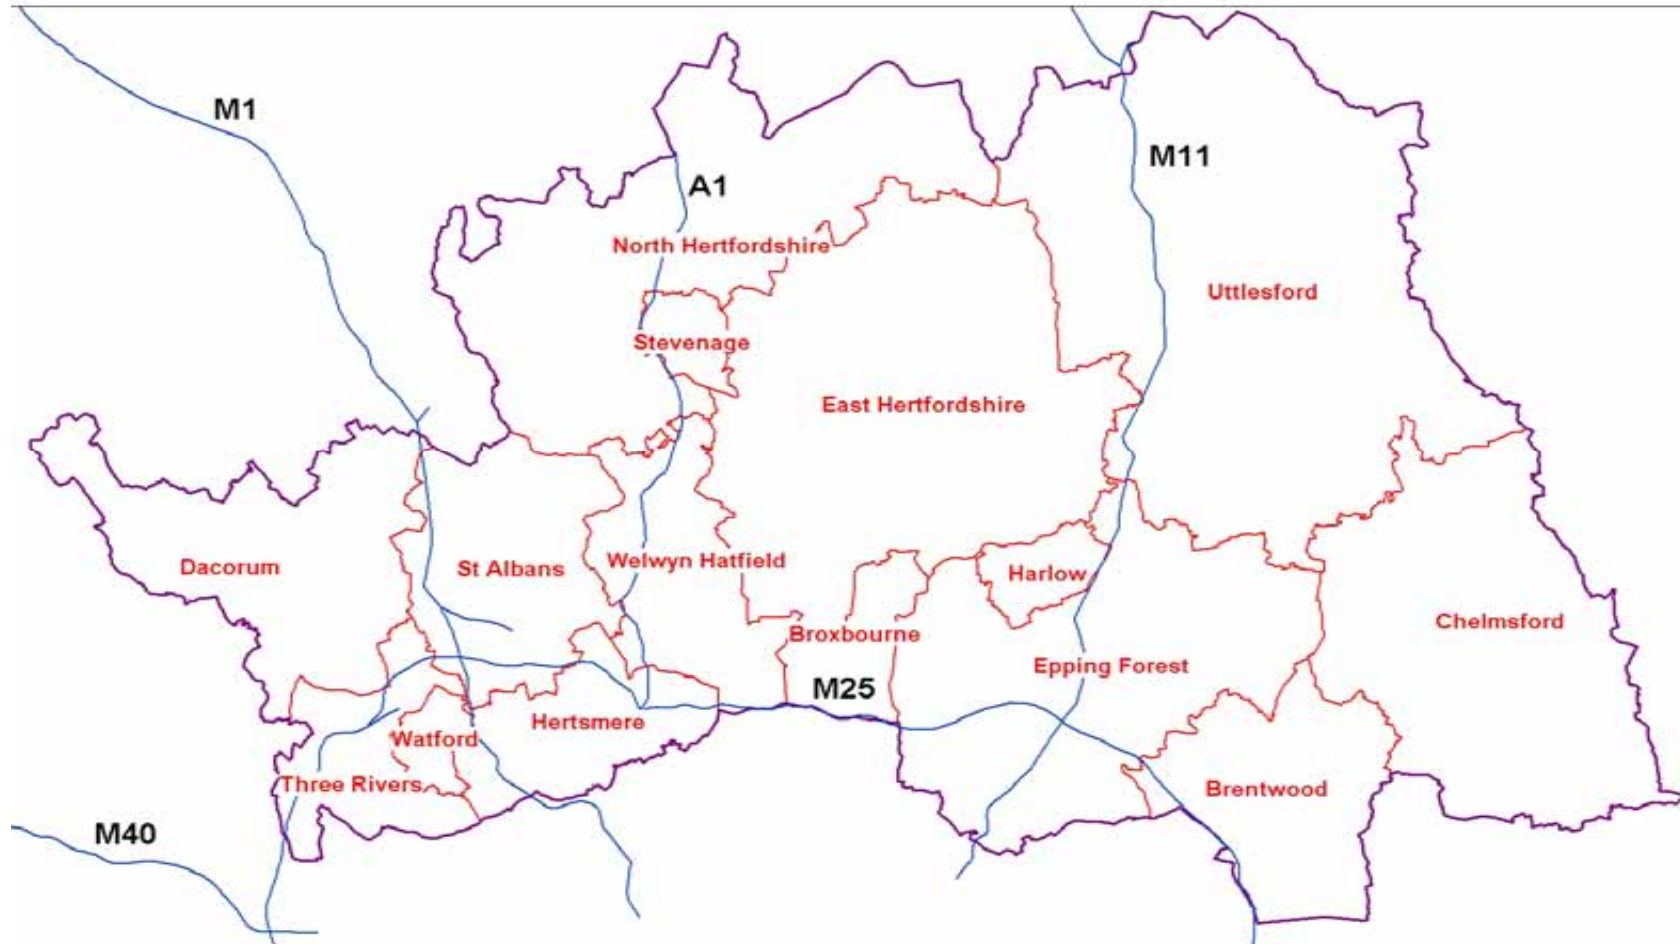 M1
M11
A1
North Hertfordshire
Uttlesford
Stevenage
East Hertfordshire
Dacorum
St Albans
Welwyn Hatfield
Harlow
Chelmsford
Broxbourne
Epping Forest
M25
Hertsmere
Watford
Three Rivers
Brentwood
M40